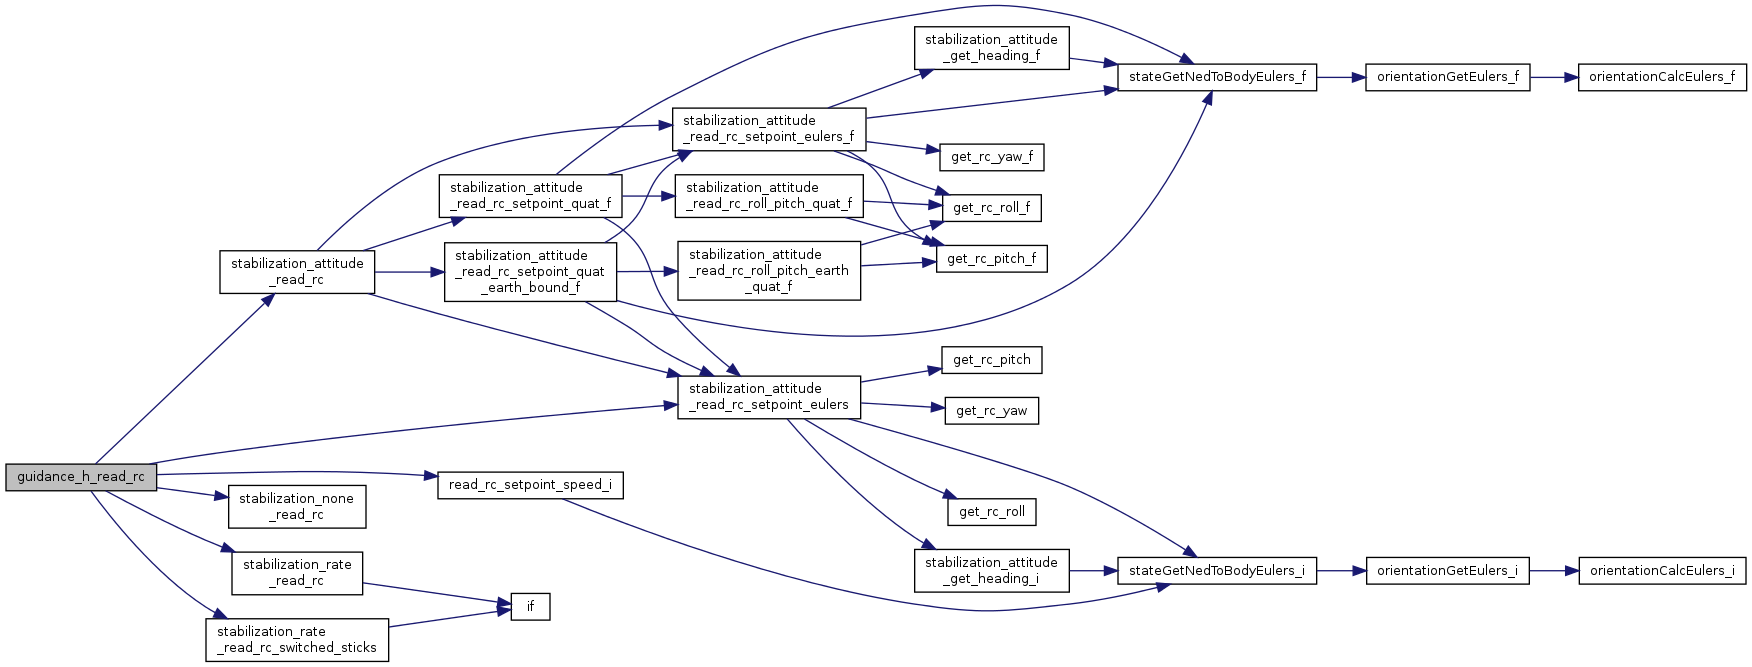 guidance_h_read_rc
stabilization_attitude
_read_rc
stabilization_none
_read_rc
stabilization_rate
_read_rc
stabilization_rate
_read_rc_switched_sticks
stabilization_attitude
_read_rc_setpoint_quat_f
stabilization_attitude
_read_rc_setpoint_quat
_earth_bound_f
read_rc_setpoint_speed_i
if
stabilization_attitude
_read_rc_setpoint_eulers_f
stabilization_attitude
_read_rc_roll_pitch_quat_f
stabilization_attitude
_read_rc_roll_pitch_earth
_quat_f
stabilization_attitude
_read_rc_setpoint_eulers
stabilization_attitude
_get_heading_f
get_rc_yaw_f
get_rc_roll_f
get_rc_pitch_f
get_rc_pitch
get_rc_yaw
get_rc_roll
stabilization_attitude
_get_heading_i
stateGetNedToBodyEulers_f
orientationGetEulers_f
orientationCalcEulers_f
stateGetNedToBodyEulers_i
orientationGetEulers_i
orientationCalcEulers_i